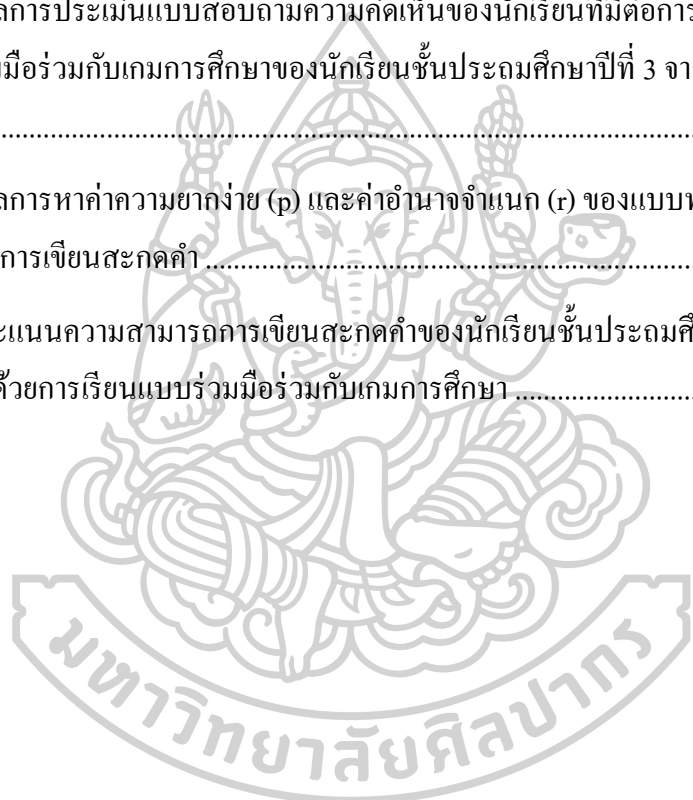 การประเมินแบบสอบถามความคิดเห็นของนักเรียนที่มีต่อการ
มือร่วมกับเกมการศึกษาของนักเรียนชั้นประถมศึกษาปีที่ 3 จา
................................................................................
การหาค่าความยากง่าย (p) และค่าอำนาจจำแนก (r) ของแบบ
การเขียนสะกดคำ ................................................................
ะแนนความสามารถการเขียนสะกดคำของนักเรียนชั้นประถมศึ
ด้วยการเรียนแบบร่วมมือร่วมกับเกมการศึกษา ........................
มหาวิทยาลัยศิลปากร